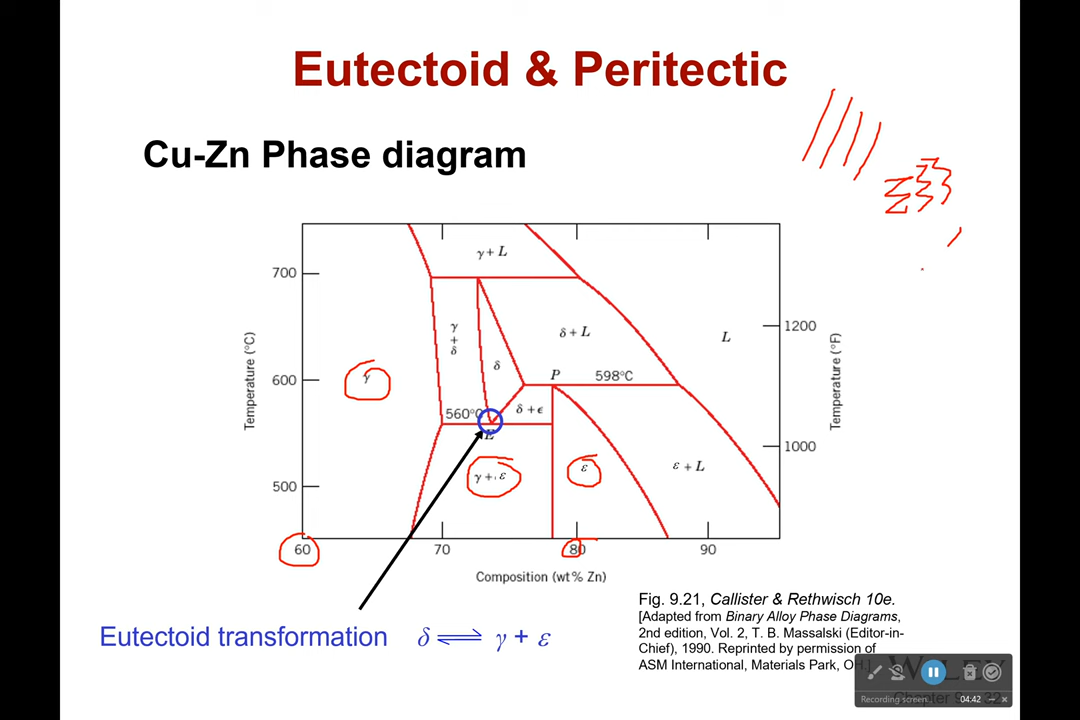 Eutectoid & Peritectic
Cu-Zn Phase diagram
γ + L
700
γ
+
δ
δ + L
1200
L
δ
Temperature (°C)
Temperature (°F)
P
598°C
600
γ
560°C
δ + ϵ
E
1000
γ + ε
ε
ε + L
500
60
70
80
90
Composition (wt% Zn)
Fig. 9.21, Callister & Rethwisch 10e.
[Adapted from Binary Alloy Phase Diagrams,
2nd edition, Vol. 2, T. B. Massalski (Editor-in-
Chief), 1990. Reprinted by permission of
ASM International, Materials Park, OH.]
Eutectoid transformation δ ⇌ γ + ε
Recording screen...
04:42